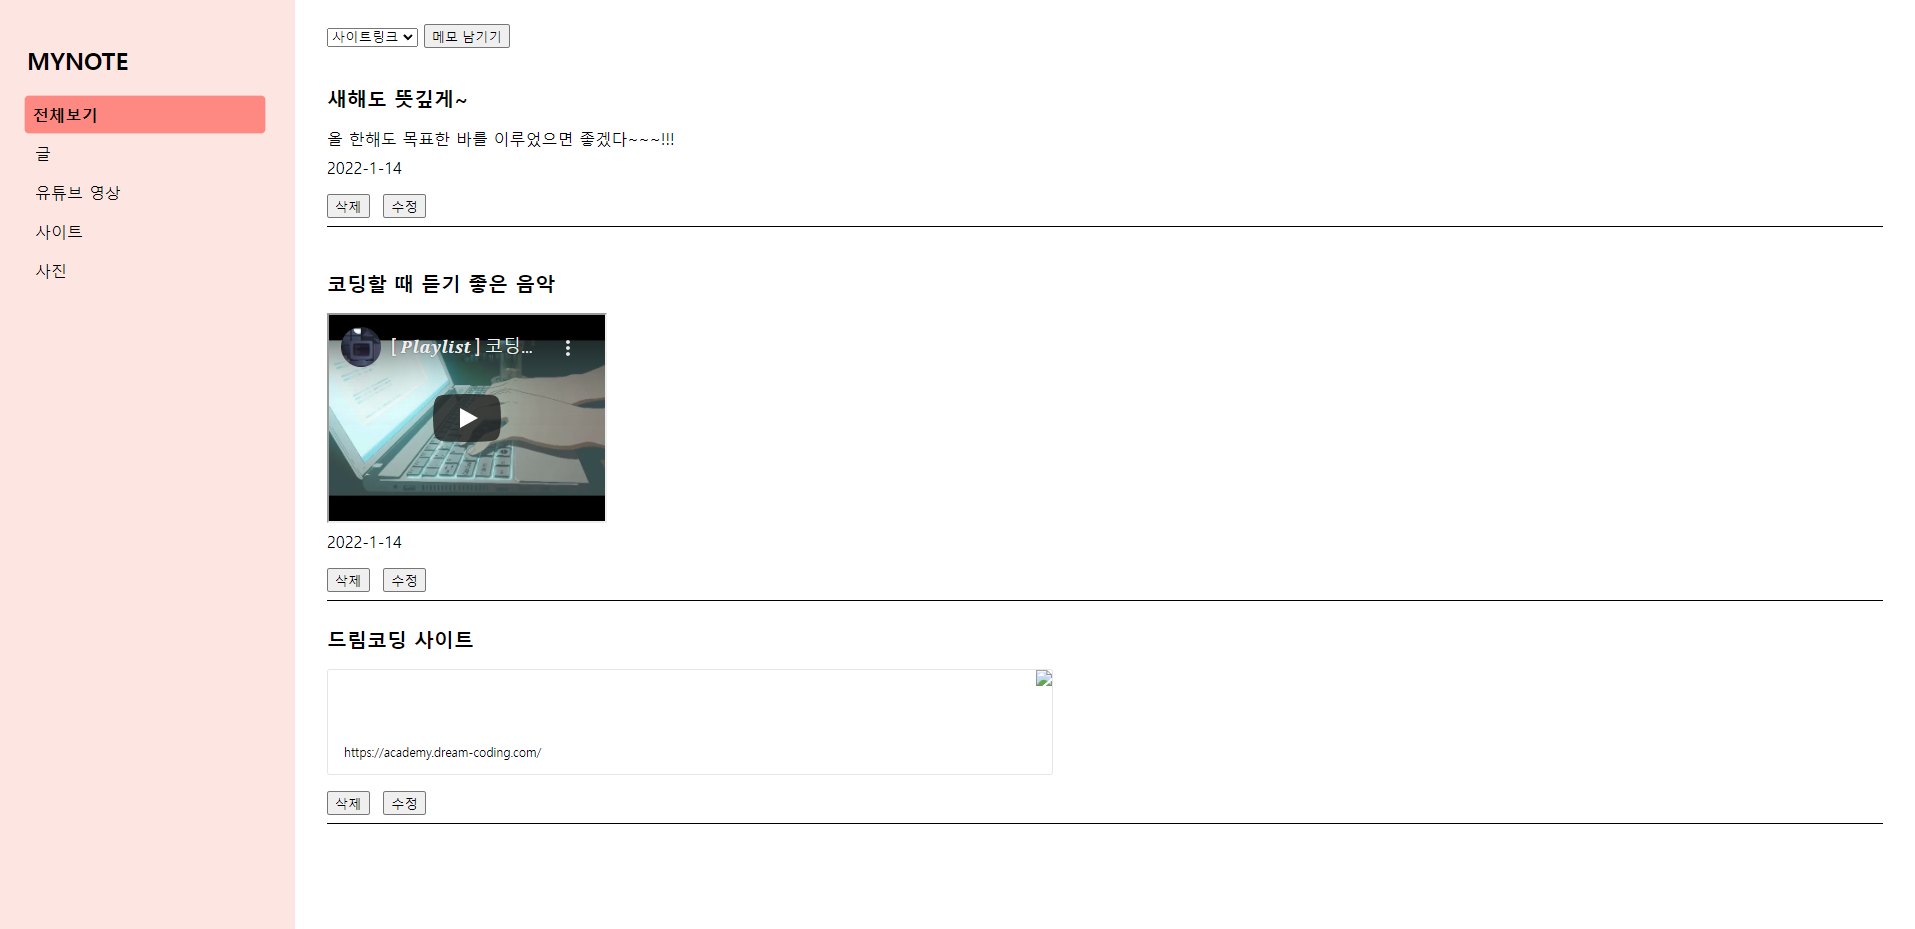 MYNOTE
전체보기
글
유튜브 영상
사이트
사진
사이트링크 메모 남기기
새해도 뜻깊게~
올 한해도 목표한 바를 이루었으면 좋겠다~~~!!!
2022-1-14
삭제 수정
코딩할 때 듣기 좋은 음악
[ Playlist ] 코딩...
2022-1-14
삭제 수정
드림코딩 사이트
https://academy.dream-coding.com/
삭제 수정